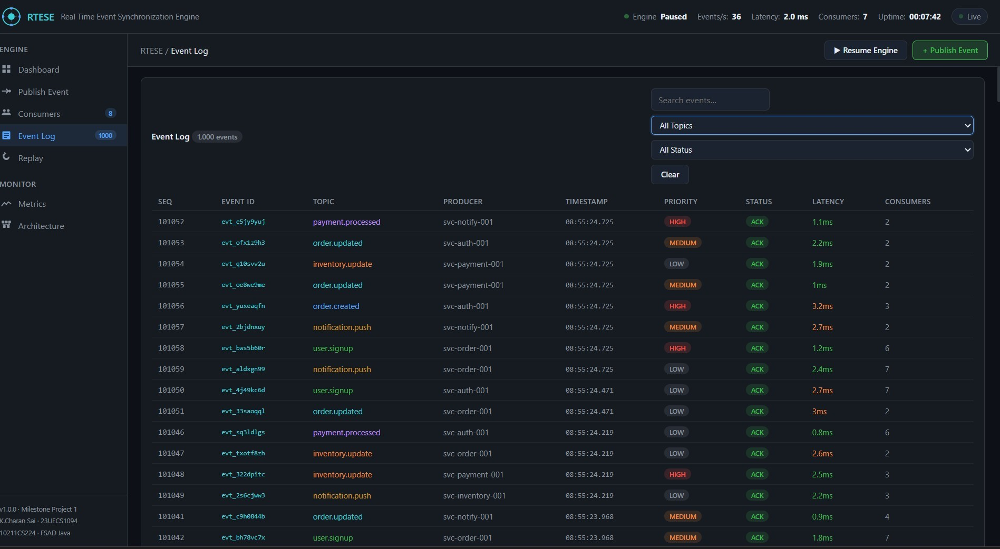 RTESE Real Time Event Synchronization Engine
Engine Paused Events/s: 36 Latency: 2.0 ms Consumers: 7 Uptime: 00:07:42 Live
ENGINE
Dashboard
Publish Event
Consumers 8
Event Log 1000
Replay
MONITOR
Metrics
Architecture
v1.0.0 · Milestone Project 1
K.Charan Sai · 23UECS1094
10211CS224 · FSAD Java
RTESE / Event Log
▶ Resume Engine
+ Publish Event
Event Log 1,000 events
Search events...
All Topics
All Status
Clear
SEQ EVENT ID TOPIC PRODUCER TIMESTAMP PRIORITY STATUS LATENCY CONSUMERS
101052 evt_e5jy9yuj payment.processed svc-notify-001 08:55:24.725 HIGH ACK 1.1ms 2
101053 evt_ofx1z9h3 order.updated svc-auth-001 08:55:24.725 MEDIUM ACK 2.2ms 2
101054 evt_q10svv2u inventory.update svc-payment-001 08:55:24.725 LOW ACK 1.9ms 2
101055 evt_oe8we9me order.updated svc-payment-001 08:55:24.725 MEDIUM ACK 1ms 2
101056 evt_yuxeaqfn order.created svc-auth-001 08:55:24.725 HIGH ACK 3.2ms 3
101057 evt_2bjdnxuy notification.push svc-notify-001 08:55:24.725 MEDIUM ACK 2.7ms 2
101058 evt_bws5b60r user.signup svc-order-001 08:55:24.725 HIGH ACK 1.2ms 6
101059 evt_aldxgn99 notification.push svc-order-001 08:55:24.725 LOW ACK 2.4ms 7
101050 evt_4j49kc6d user.signup svc-auth-001 08:55:24.471 LOW ACK 2.7ms 7
101051 evt_33saoqql order.updated svc-order-001 08:55:24.471 LOW ACK 3ms 2
101046 evt_sq3ldlgs payment.processed svc-auth-001 08:55:24.219 LOW ACK 0.8ms 6
101047 evt_txotf8zh inventory.update svc-order-001 08:55:24.219 LOW ACK 2.6ms 2
101048 evt_322dpitc inventory.update svc-payment-001 08:55:24.219 HIGH ACK 2.5ms 3
101049 evt_2s6cjww3 notification.push svc-inventory-001 08:55:24.219 LOW ACK 2.2ms 3
101041 evt_c9h0844b order.updated svc-notify-001 08:55:23.968 MEDIUM ACK 0.9ms 4
101042 evt_bh78vc7x user.signup svc-order-001 08:55:23.968 MEDIUM ACK 1.8ms 7